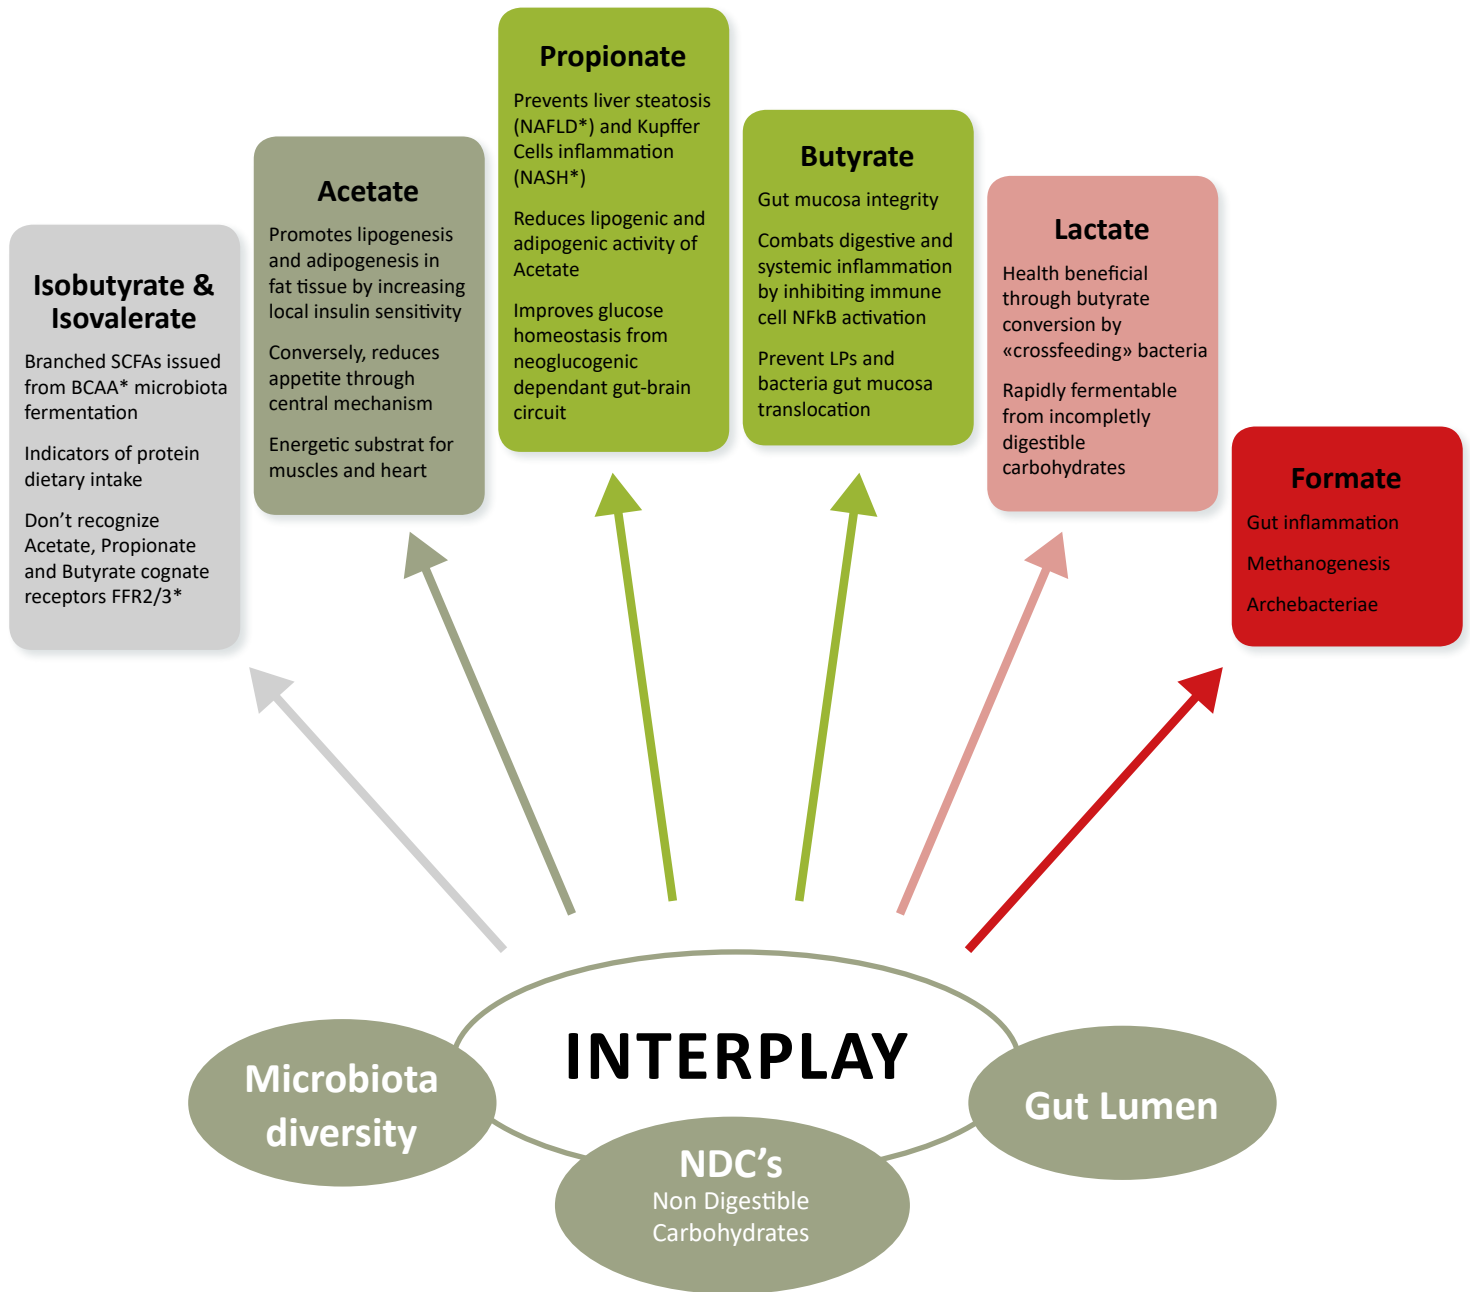 Isobutyrate &
Isovalerate
Branched SCFAs issued
from BCAA* microbiota
fermentation
Indicators of protein
dietary intake
Don’t recognize
Acetate, Propionate
and Butyrate cognate
receptors FFR2/3*
Acetate
Promotes lipogenesis
and adipogenesis in
fat tissue by increasing
local insulin sensitivity
Conversely, reduces
appetite through
central mechanism
Energetic substrat for
muscles and heart
Propionate
Prevents liver steatosis
(NAFLD*) and Kupffer
Cells inflammation
(NASH*)
Reduces lipogenic and
adipogenic activity of
Acetate
Improves glucose
homeostasis from
neoglucogenic
dependant gut-brain
circuit
Butyrate
Gut mucosa integrity
Combats digestive and
systemic inflammation
by inhibiting immune
cell NFkB activation
Prevent LPs and
bacteria gut mucosa
translocation
Lactate
Health beneficial
through butyrate
conversion by
«crossfeeding» bacteria
Rapidly fermentable
from incompletly
digestible
carbohydrates
Formate
Gut inflammation
Methanogenesis
Archebacteriae
INTERPLAY
Microbiota
diversity
NDC’s
Non Digestible
Carbohydrates
Gut Lumen